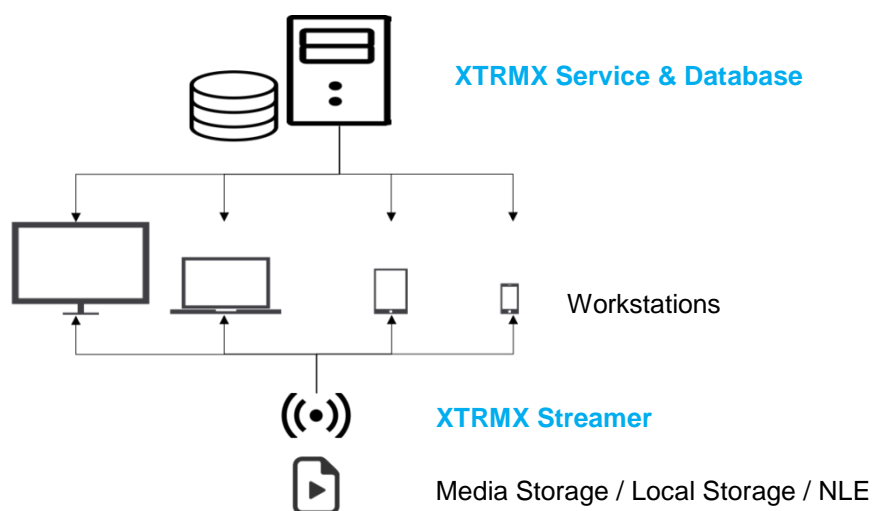 XTRMX Service & Database
Workstations
XTRMX Streamer
Media Storage / Local Storage / NLE